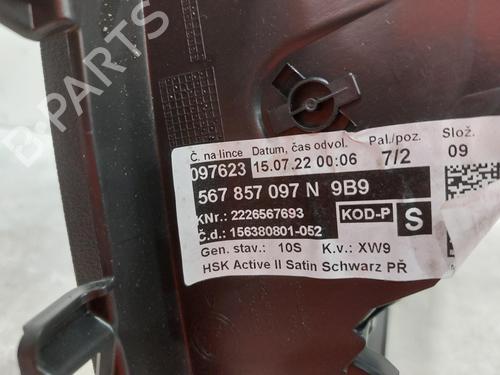 B-PARTS
Č. na lince Datum, čas odvol. Pal./poz. Slož.
097623 15.07.22 00:06 7/2 09
567 857 097 N 9B9
KNr.: 2226567693 KOD-P S
Č.d.: 156380801-052
Gen. stav.: 10S K.v.: XW9
HSK Active II Satin Schwarz PŘ